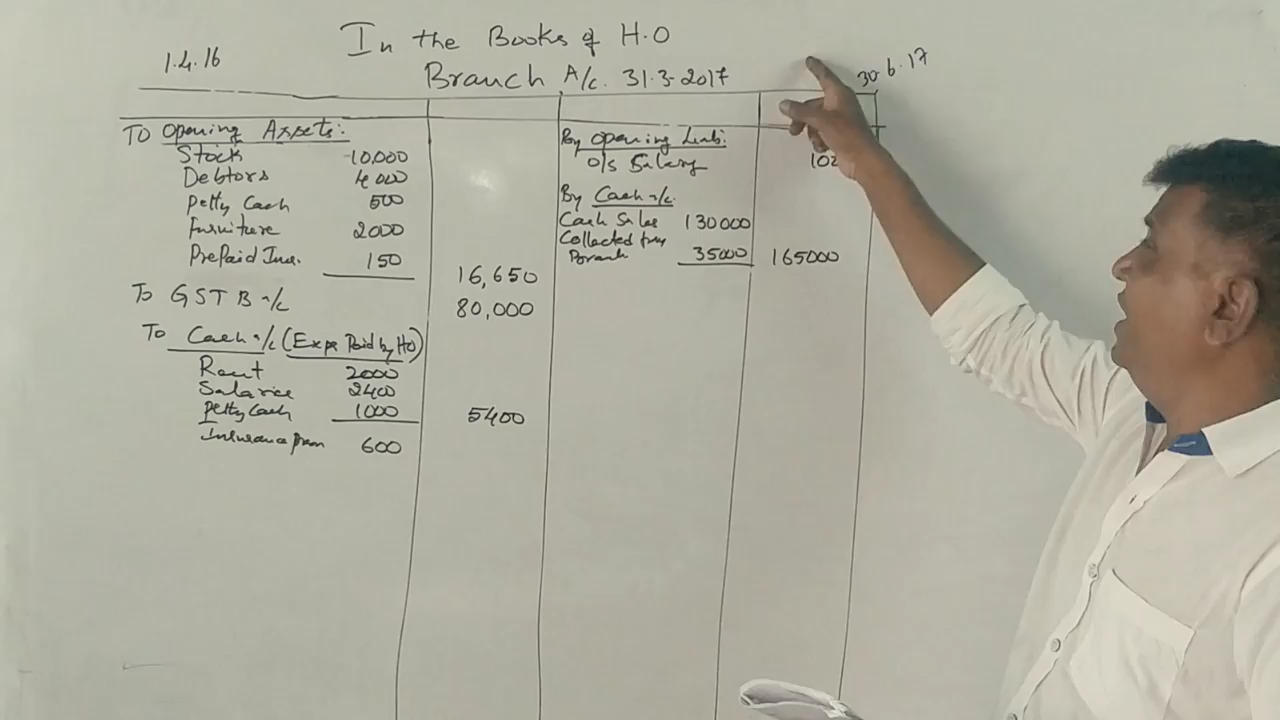 In the Books of H.O
1.4.16
Branch A/c. 31.3.2017
30.6.17
To Opening Assets:
Stock 10,000
Debtors 4000
Petty Cash 500
Furniture 2000
Prepaid Ins. 150
16,650
To GSTB a/c 80,000
To Cash a/c (Exps Paid by HO)
Rent 2000
Salaries 2400
Petty Cash 1000
5400
Insurance Prem 600
By Opening Liab:
O/S Salary 10
By Cash a/c.
Cash Sales 130000
Collected from
Branch 35000 165000